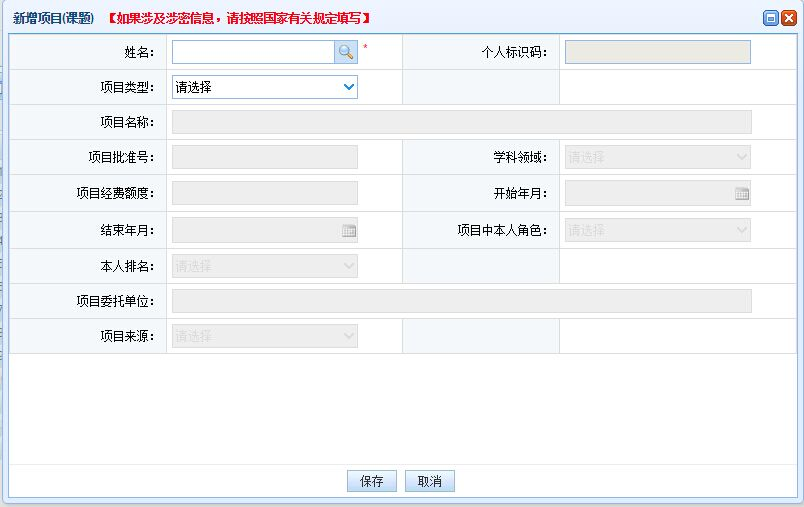 新增项目(课题) 【如果涉及涉密信息，请按照国家有关规定填写】
姓名： * 个人标识码：
项目类型： 请选择
项目名称：
项目批准号： 学科领域： 请选择
项目经费额度： 开始年月：
结束年月： 项目中本人角色： 请选择
本人排名： 请选择
项目委托单位：
项目来源： 请选择
保存 取消